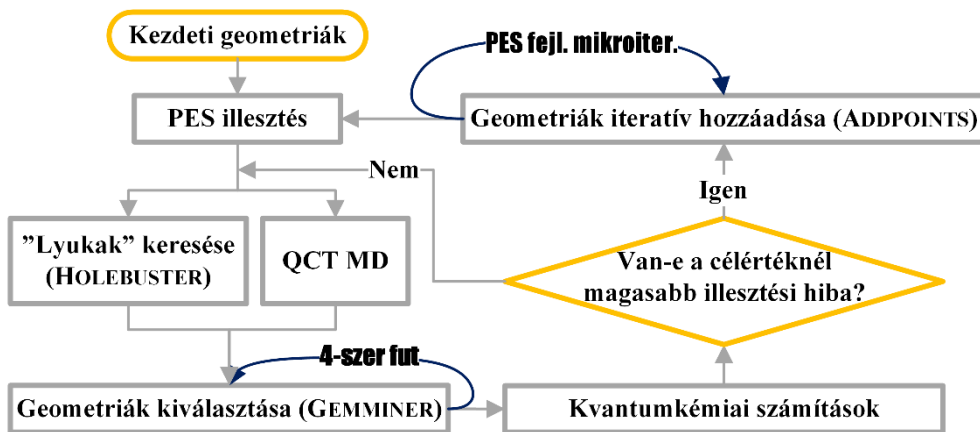 Kezdeti geometriák
PES fejl. mikroiter.
PES illesztés
Geometriák iteratív hozzáadása (ADDPOINTS)
Nem
Igen
”Lyukak” keresése
(HOLEBUSTER)
QCT MD
Van-e a célértéknél
magasabb illesztési hiba?
4-szer fut
Geometriák kiválasztása (GEMMINER)
Kvantumkémiai számítások